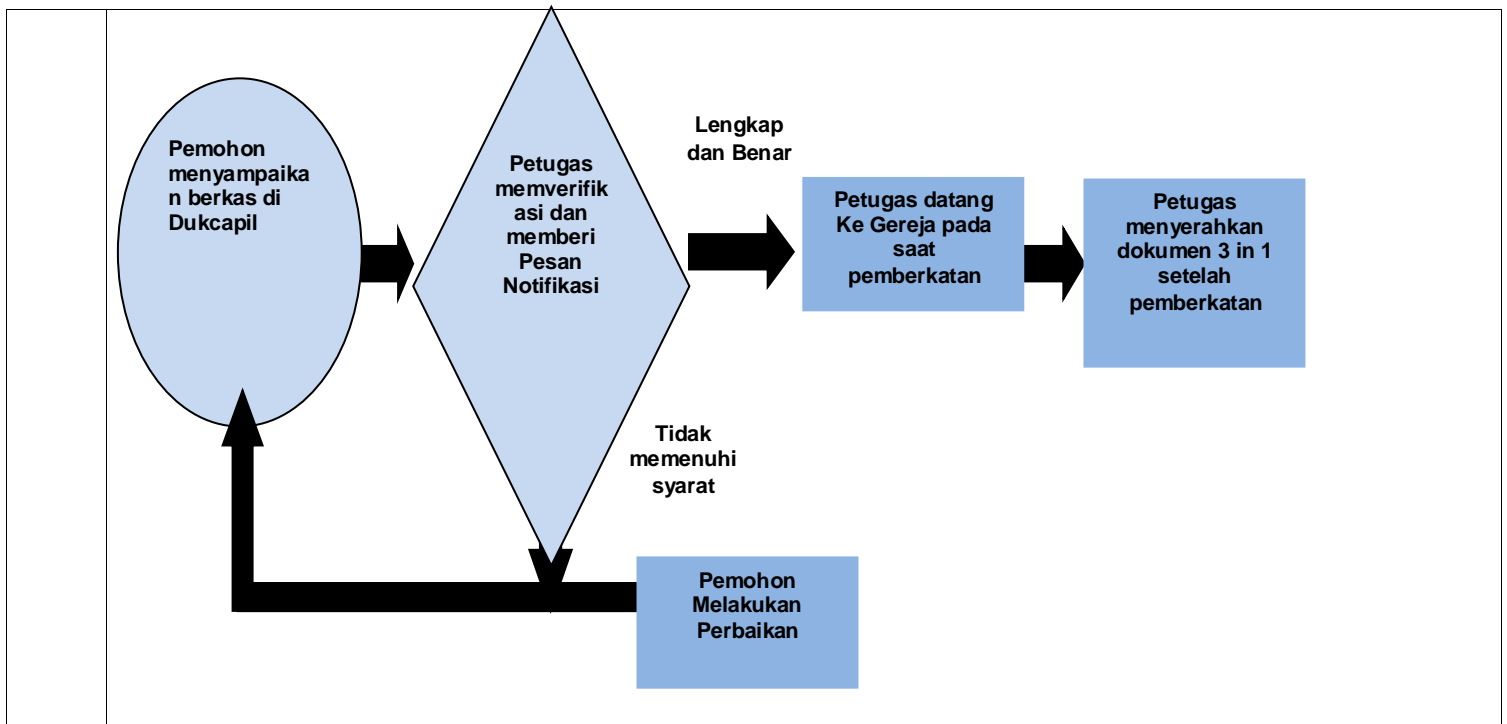 Pemohon
menyampaika
n berkas di
Dukcapil
Petugas
memverifik
asi dan
memberi
Pesan
Notifikasi
Lengkap
dan Benar
Petugas datang
Ke Gereja pada
saat
pemberkatan
Petugas
menyerahkan
dokumen 3 in 1
setelah
pemberkatan
Tidak
memenuhi
syarat
Pemohon
Melakukan
Perbaikan